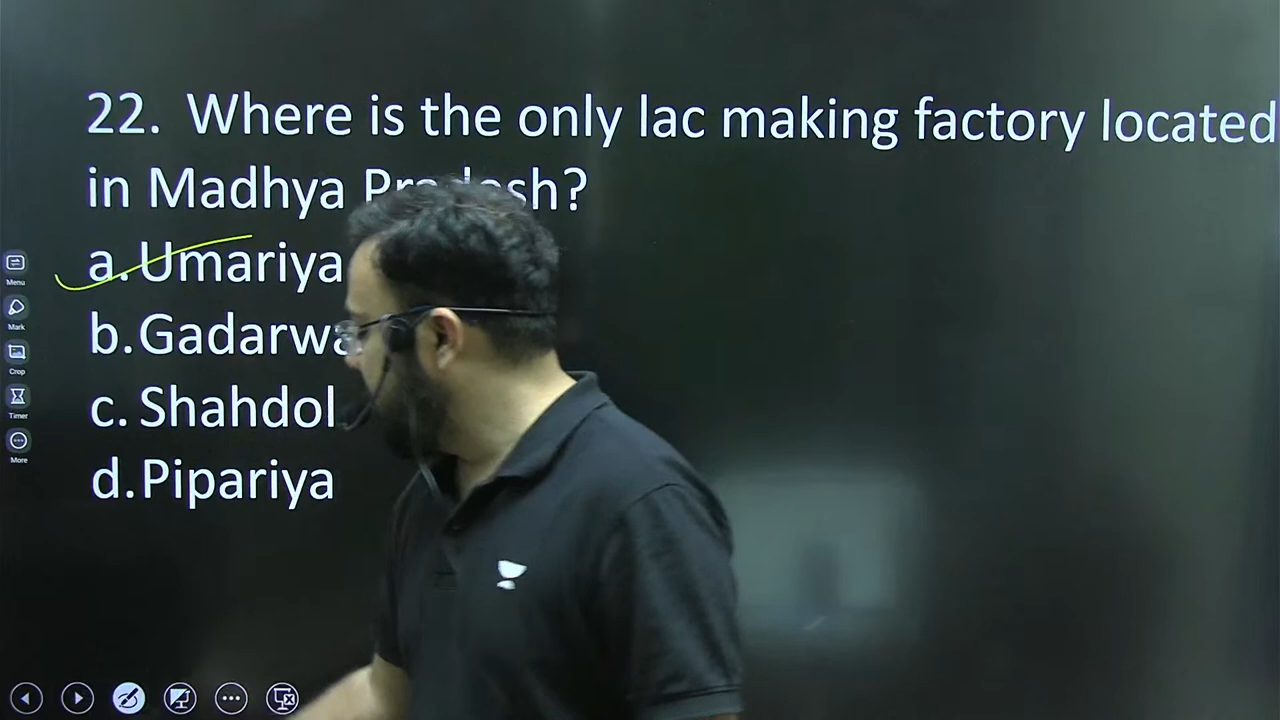 22. Where is the only lac making factory located
in Madhya Pradesh?
a. Umariya
b. Gadarwa
c. Shahdol
d. Pipariya
Menu
Mark
Crop
Timer
More